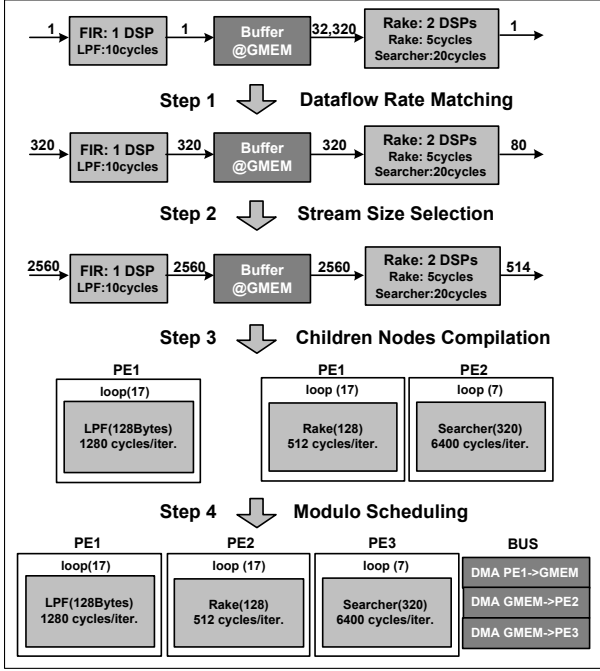 1
FIR: 1 DSP
LPF:10cycles
1
Buffer
@GMEM
32,320
Rake: 2 DSPs
Rake: 5cycles
Searcher:20cycles
1
Step 1
Dataflow Rate Matching
320
FIR: 1 DSP
LPF:10cycles
320
Buffer
@GMEM
320
Rake: 2 DSPs
Rake: 5cycles
Searcher:20cycles
80
Step 2
Stream Size Selection
2560
FIR: 1 DSP
LPF:10cycles
2560
Buffer
@GMEM
2560
Rake: 2 DSPs
Rake: 5cycles
Searcher:20cycles
514
Step 3
Children Nodes Compilation
PE1
loop(17)
LPF(128Bytes)
1280 cycles/iter.
PE1
loop (17)
Rake(128)
512 cycles/iter.
PE2
loop (7)
Searcher(320)
6400 cycles/iter.
Step 4
Modulo Scheduling
PE1
loop(17)
LPF(128Bytes)
1280 cycles/iter.
PE2
loop (17)
Rake(128)
512 cycles/iter.
PE3
loop (7)
Searcher(320)
6400 cycles/iter.
BUS
DMA PE1->GMEM
DMA GMEM->PE2
DMA GMEM->PE3